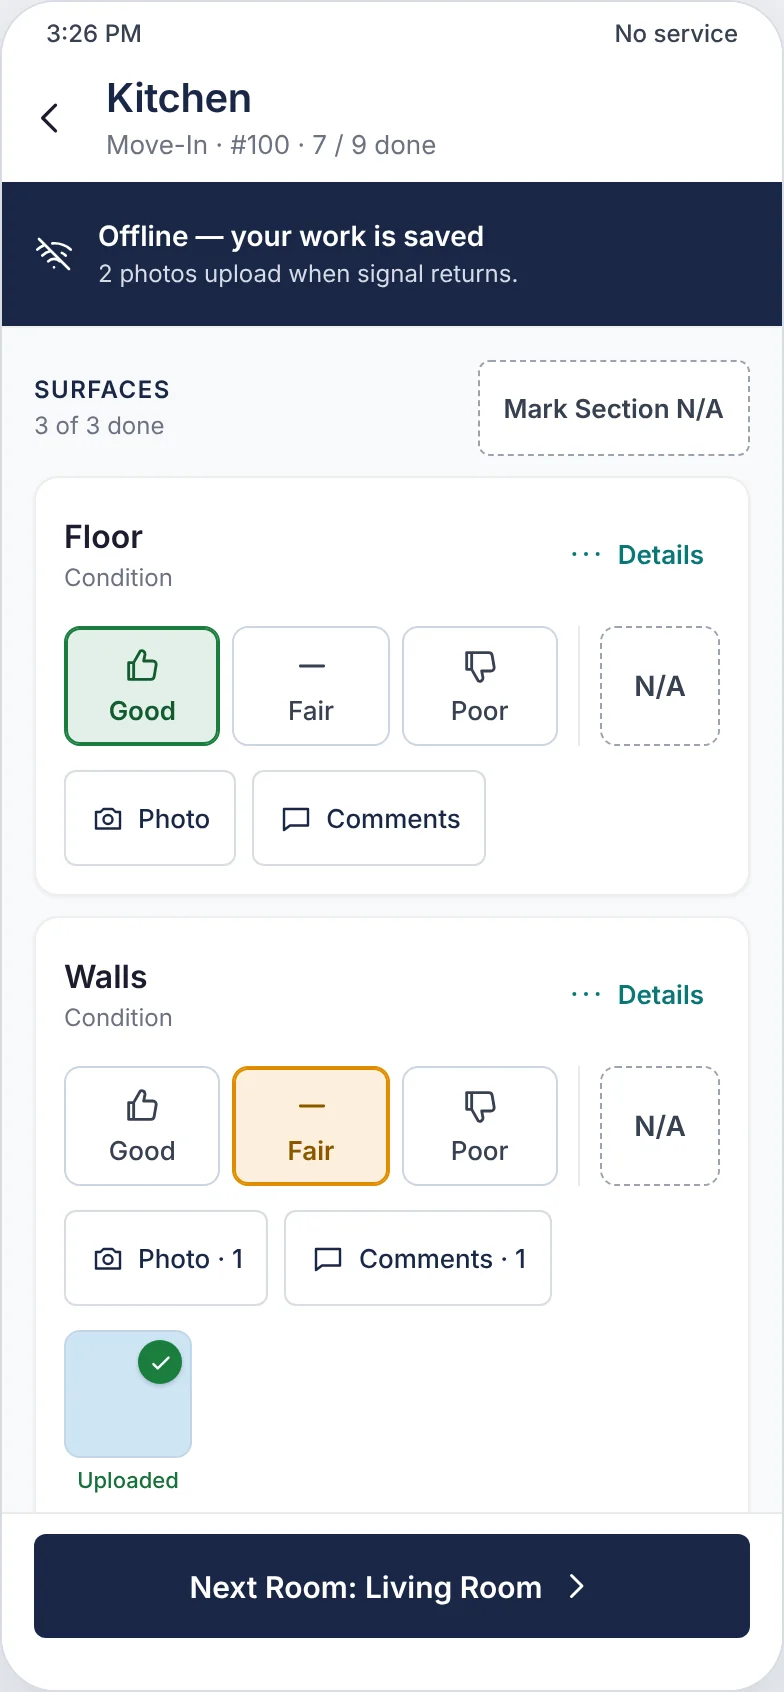 3:26 PM No service
Kitchen
Move-In · #100 · 7 / 9 done
Offline — your work is saved
2 photos upload when signal returns.
SURFACES
3 of 3 done
Mark Section N/A
Floor
Condition
··· Details
Good Fair Poor N/A
Photo Comments
Walls
Condition
··· Details
Good Fair Poor N/A
Photo · 1 Comments · 1
Uploaded
Next Room: Living Room